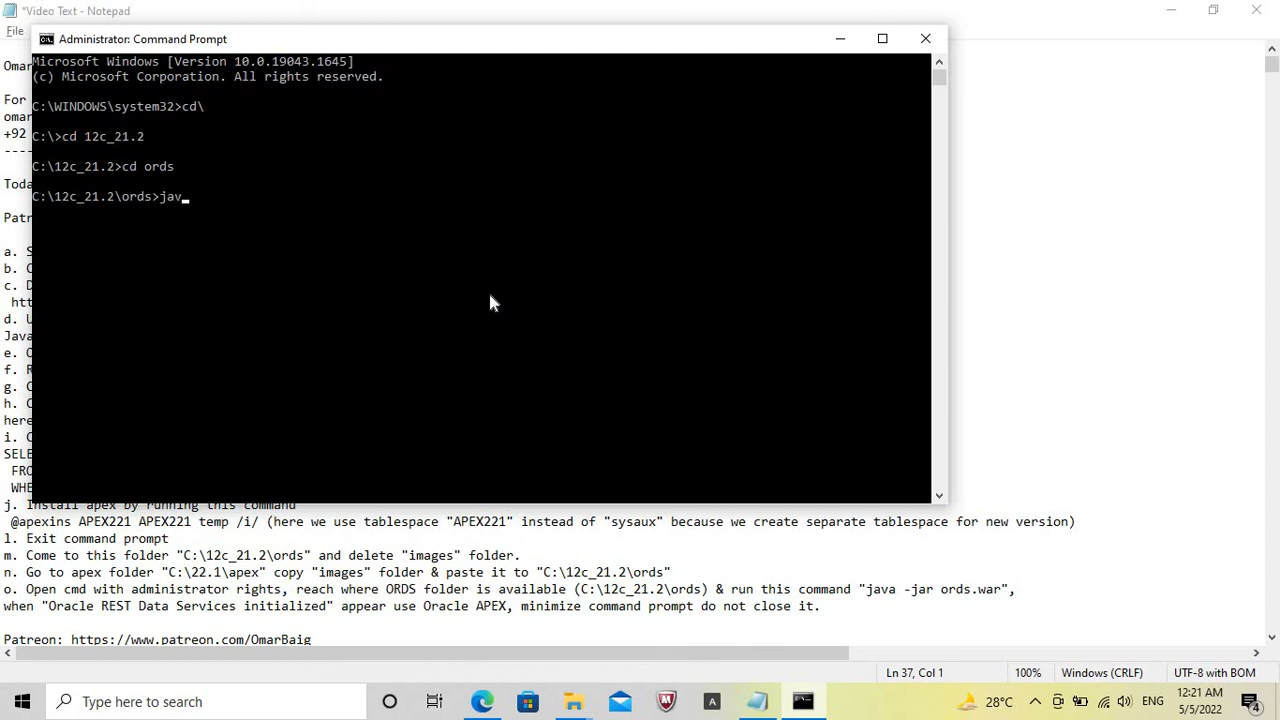 *Video Text - Notepad
File
Administrator: Command Prompt
Microsoft Windows [Version 10.0.19043.1645]
(c) Microsoft Corporation. All rights reserved.
C:\WINDOWS\system32>cd\
C:\>cd 12c_21.2
C:\12c_21.2>cd ords
C:\12c_21.2\ords>jav
Omar
For
omar
+92
----
Toda
Patr
a. S
b. C
c. D
htt
d. U
Java
e. O
f. R
g. C
h. C
here
i. C
SELE
FRO
WHE
j. Install apex by running this command
@apexins APEX221 APEX221 temp /i/ (here we use tablespace "APEX221" instead of "sysaux" because we create separate tablespace for new version)
l. Exit command prompt
m. Come to this folder "C:\12c_21.2\ords" and delete "images" folder.
n. Go to apex folder "C:\22.1\apex" copy "images" folder & paste it to "C:\12c_21.2\ords"
o. Open cmd with administrator rights, reach where ORDS folder is available (C:\12c_21.2\ords) & run this command "java -jar ords.war",
when "Oracle REST Data Services initialized" appear use Oracle APEX, minimize command prompt do not close it.
Patreon: https://www.patreon.com/OmarBaig
Ln 37, Col 1
100%
Windows (CRLF)
UTF-8 with BOM
Type here to search
28°C
ENG
12:21 AM
5/5/2022
4